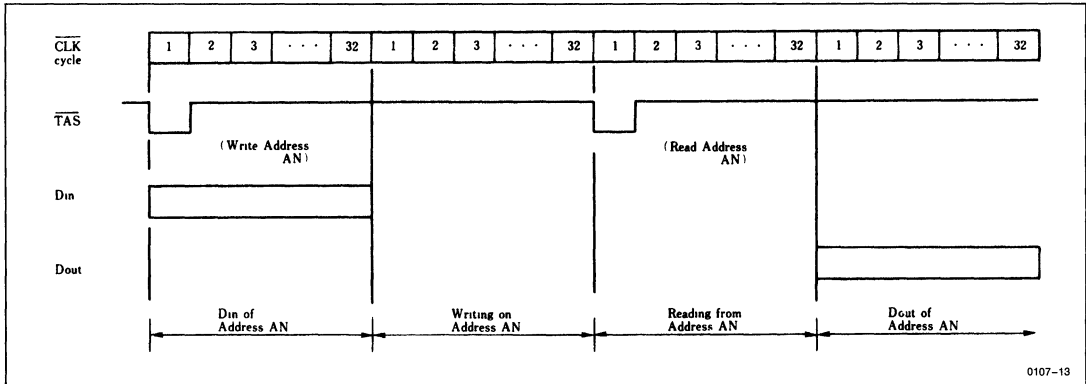 CLK
cycle
1 2 3 · · · 32 1 2 3 · · · 32 1 2 3 · · · 32 1 2 3 · · · 32
TAS
(Write Address
AN)
(Read Address
AN)
Din
Dout
Din of
Address AN
Writing on
Address AN
Reading from
Address AN
Dout of
Address AN
0107-13